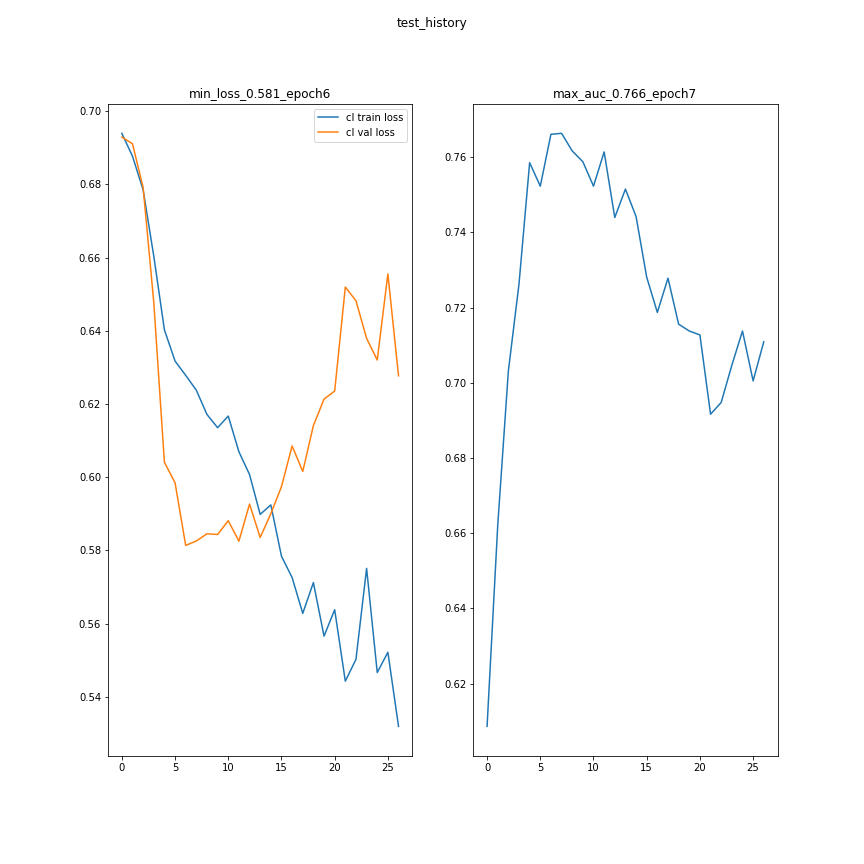 test_history
min_loss_0.581_epoch6
cl train loss
cl val loss
0.70
0.68
0.66
0.64
0.62
0.60
0.58
0.56
0.54
0 5 10 15 20 25
max_auc_0.766_epoch7
0.76
0.74
0.72
0.70
0.68
0.66
0.64
0.62
0 5 10 15 20 25